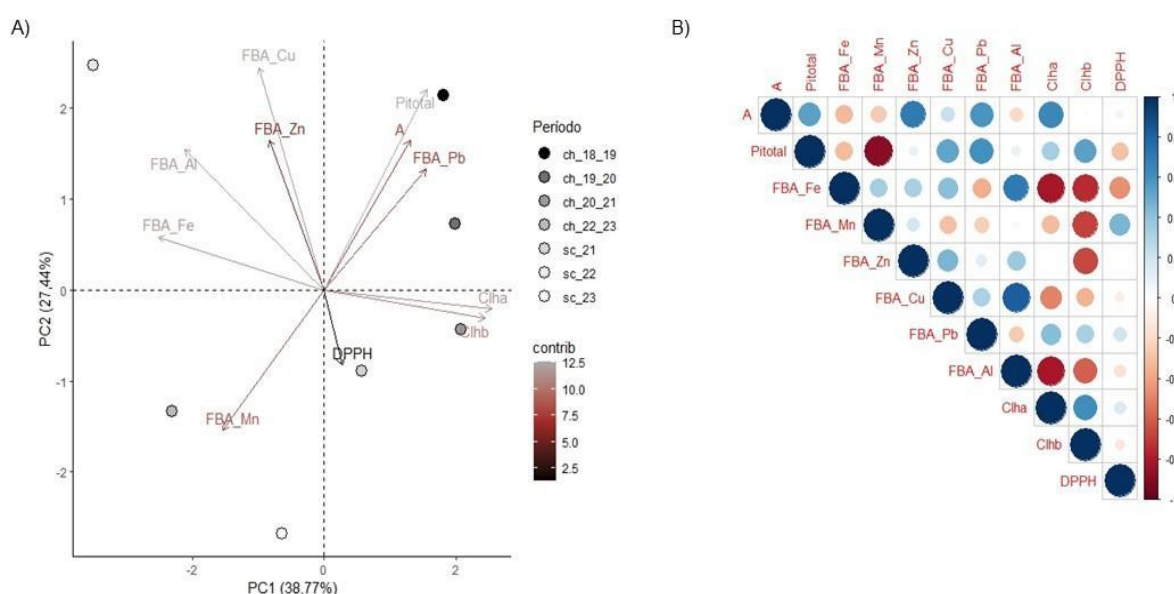 A)
FBA_Cu
Pitotal
FBA_Zn
A
FBA_Al
FBA_Pb
FBA_Fe
Clha
Clhb
DPPH
FBA_Mn
2
1
0
-1
-2
PC2 (27,44%)
-2
0
2
PC1 (38.77%)
Período
ch_18_19
ch_19_20
ch_20_21
ch_22_23
sc_21
sc_22
sc_23
contrib
12.5
10.0
7.5
5.0
2.5
B)
A
Pitotal
FBA_Fe
FBA_Mn
FBA_Zn
FBA_Cu
FBA_Pb
FBA_Al
Clha
Clhb
DPPH
A
Pitotal
FBA_Fe
FBA_Mn
FBA_Zn
FBA_Cu
FBA_Pb
FBA_Al
Clha
Clhb
DPPH